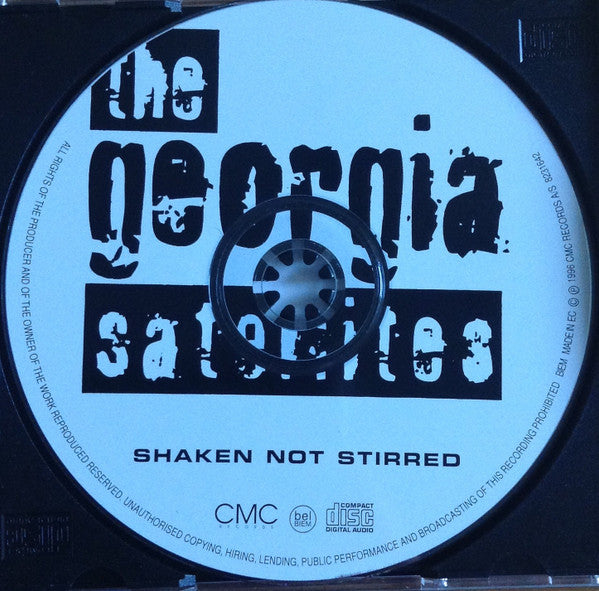 the
georgia
satellites
SHAKEN NOT STIRRED
CMC
RECORDS
bel
BIEM
COMPACT
disc
DIGITAL AUDIO
ALL RIGHTS OF THE PRODUCER AND OF THE OWNER OF THE WORK REPRODUCED RESERVED. UNAUTHORISED COPYING, HIRING, LENDING, PUBLIC PERFORMANCE AND BROADCASTING OF THIS RECORDING PROHIBITED BIEM MADE IN EC © ℗ 1996 CMC RECORDS A/S 8231642